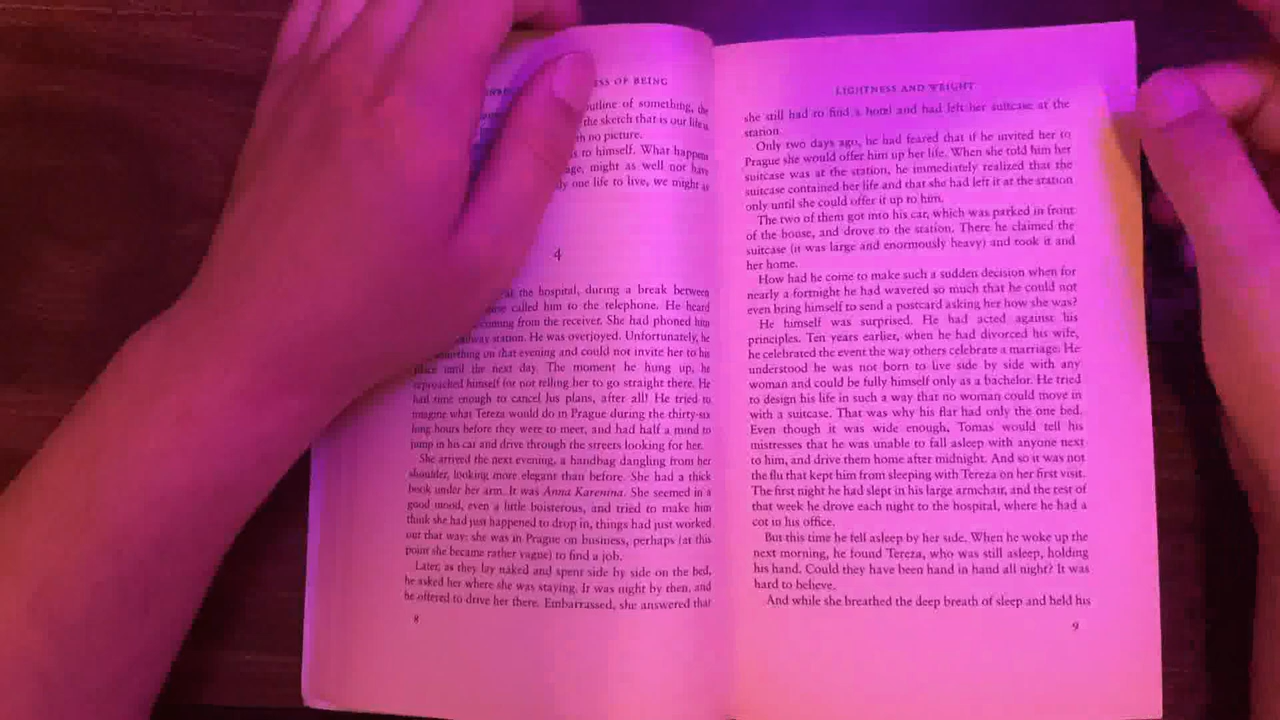 SS OF BEING
outline of something, the
the sketch that is our life is
no picture.
to himself. What happens
age, might as well not have
one life to live, we might as
4
at the hospital, during a break between
called him to the telephone. He heard
coming from the receiver. She had phoned him
railway station. He was overjoyed. Unfortunately, he
something on that evening and could not invite her to his
place until the next day. The moment he hung up, he
reproached himself for not telling her to go straight there. He
had time enough to cancel his plans, after all! He tried to
imagine what Tereza would do in Prague during the thirty-six
long hours before they were to meet, and had half a mind to
jump in his car and drive through the streets looking for her.
She arrived the next evening, a handbag dangling from her
shoulder, looking more elegant than before. She had a thick
book under her arm. It was Anna Karenina. She seemed in a
good mood, even a little boisterous, and tried to make him
think she had just happened to drop in, things had just worked
out that way: she was in Prague on business, perhaps (at this
point she became rather vague) to find a job.
Later, as they lay naked and spent side by side on the bed,
he asked her where she was staying. It was night by then, and
he offered to drive her there. Embarrassed, she answered that
8
LIGHTNESS AND WEIGHT
she still had to find a hotel and had left her suitcase at the
station.
Only two days ago, he had feared that if he invited her to
Prague she would offer him up her life. When she told him her
suitcase was at the station, he immediately realized that the
suitcase contained her life and that she had left it at the station
only until she could offer it up to him.
The two of them got into his car, which was parked in front
of the house, and drove to the station. There he claimed the
suitcase (it was large and enormously heavy) and took it and
her home.
How had he come to make such a sudden decision when for
nearly a fortnight he had wavered so much that he could not
even bring himself to send a postcard asking her how she was?
He himself was surprised. He had acted against his
principles. Ten years earlier, when he had divorced his wife,
he celebrated the event the way others celebrate a marriage. He
understood he was not born to live side by side with any
woman and could be fully himself only as a bachelor. He tried
to design his life in such a way that no woman could move in
with a suitcase. That was why his flat had only the one bed.
Even though it was wide enough, Tomas would tell his
mistresses that he was unable to fall asleep with anyone next
to him, and drive them home after midnight. And so it was not
the flu that kept him from sleeping with Tereza on her first visit.
The first night he had slept in his large armchair, and the rest of
that week he drove each night to the hospital, where he had a
cot in his office.
But this time he fell asleep by her side. When he woke up the
next morning, he found Tereza, who was still asleep, holding
his hand. Could they have been hand in hand all night? It was
hard to believe.
And while she breathed the deep breath of sleep and held his
9